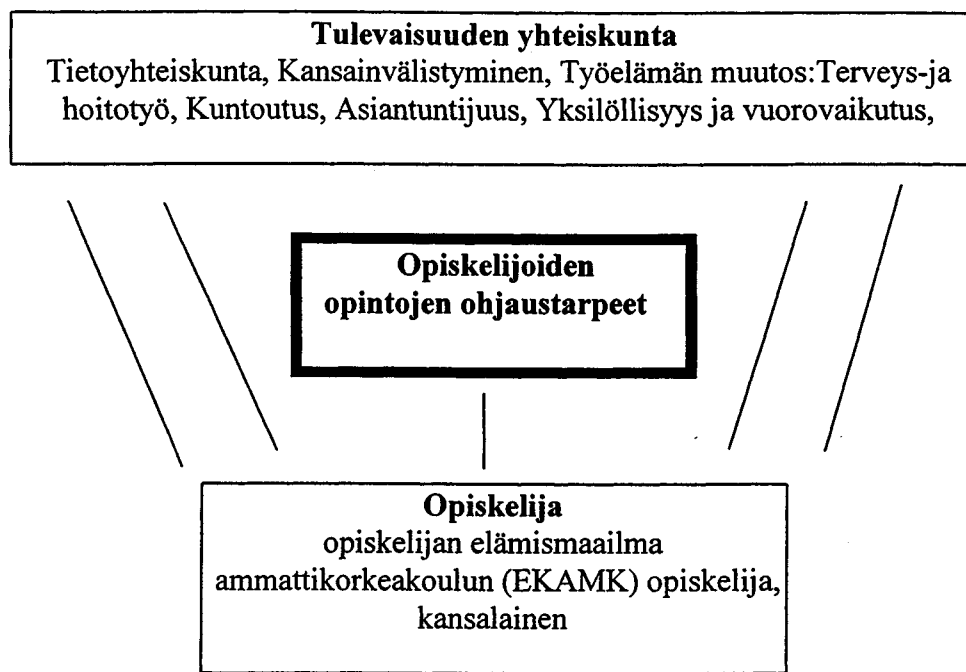 Tulevaisuuden yhteiskunta
Tietoyhteiskunta, Kansainvälistyminen, Työelämän muutos:Terveys-ja
hoitotyö, Kuntoutus, Asiantuntijuus, Yksilöllisyys ja vuorovaikutus,
Opiskelijoiden
opintojen ohjaustarpeet
Opiskelija
opiskelijan elämismaailma
ammattikorkeakoulun (EKAMK) opiskelija,
kansalainen